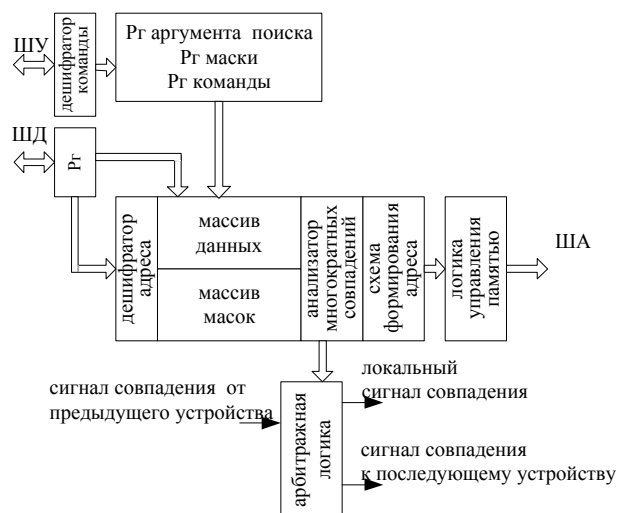 ШУ
дешифратор
команды
Рг аргумента поиска
Рг маски
Рг команды
ШД
Рг
дешифратор
адреса
массив
данных
массив
масок
анализатор
многократных
совпадений
схема
формирования
адреса
логика
управления
памятью
ША
сигнал совпадения от
предыдущего устройства
арбитражная
логика
локальный
сигнал совпадения
сигнал совпадения
к последующему устройству